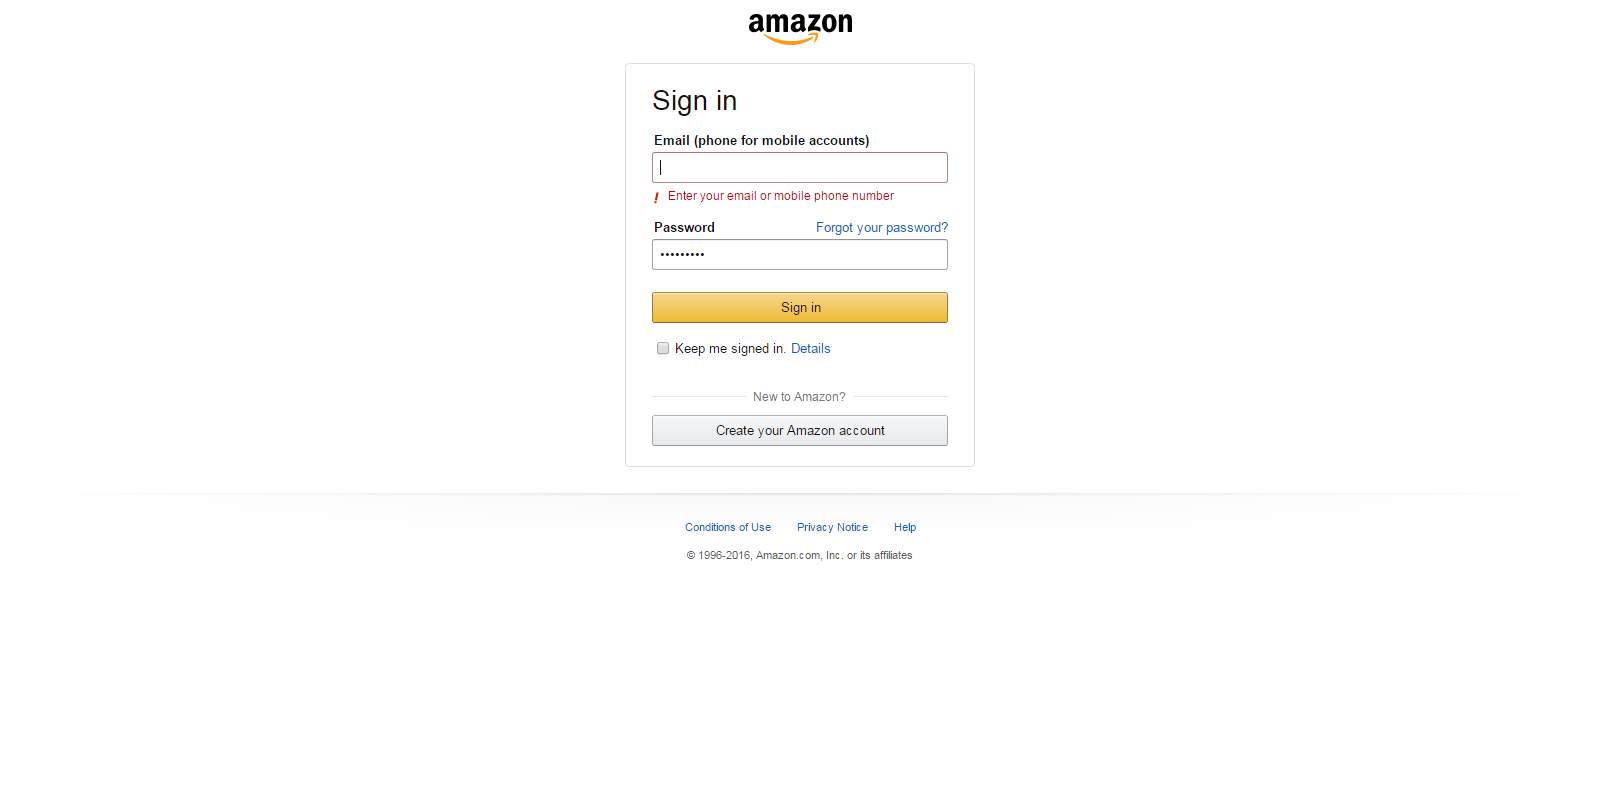 amazon
Sign in
Email (phone for mobile accounts)
! Enter your email or mobile phone number
Password Forgot your password?
•••••••••
Sign in
Keep me signed in. Details
New to Amazon?
Create your Amazon account
Conditions of Use Privacy Notice Help
© 1996-2016, Amazon.com, Inc. or its affiliates